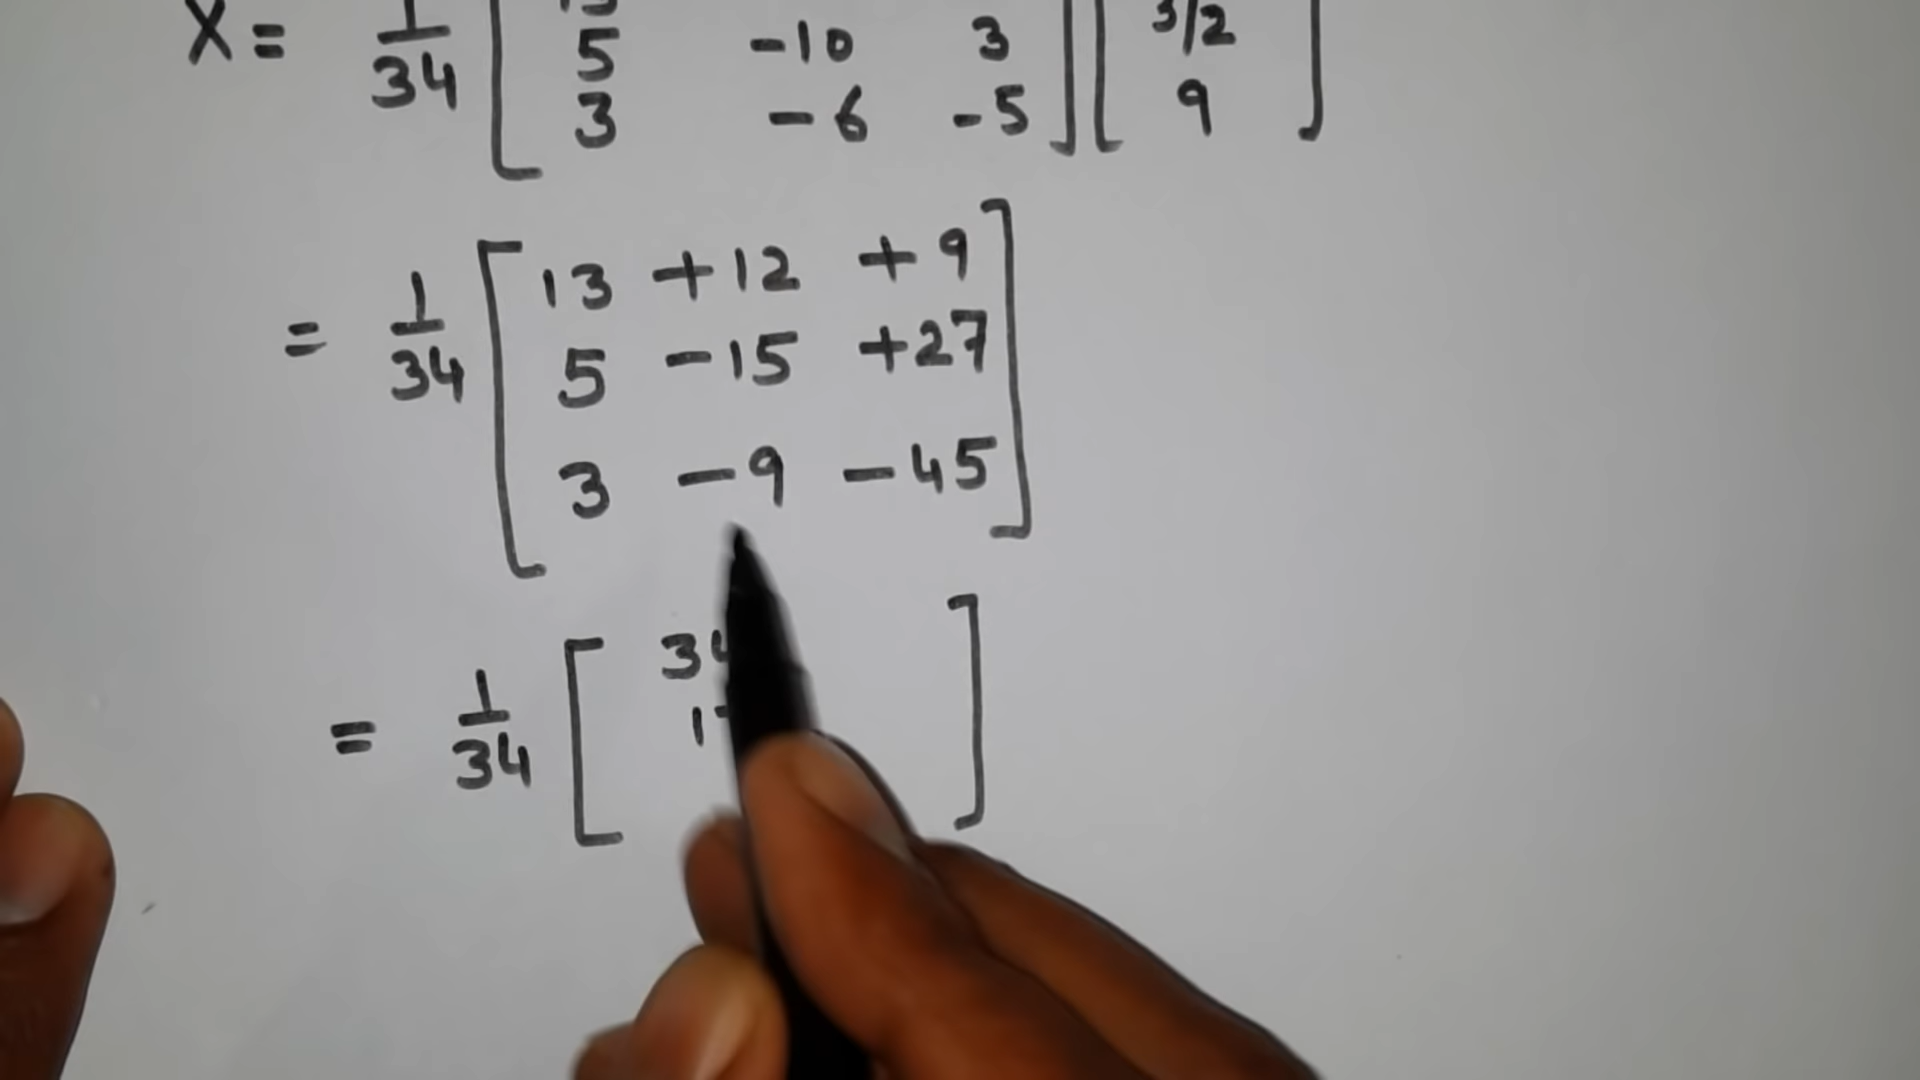 X = 1/34 [ 5 -10 3 ] [ 3/2 ]
3 -6 -5 9
= 1/34 [ 13 +12 +9 ]
5 -15 +27
3 -9 -45
= 1/34 [ 34 ]